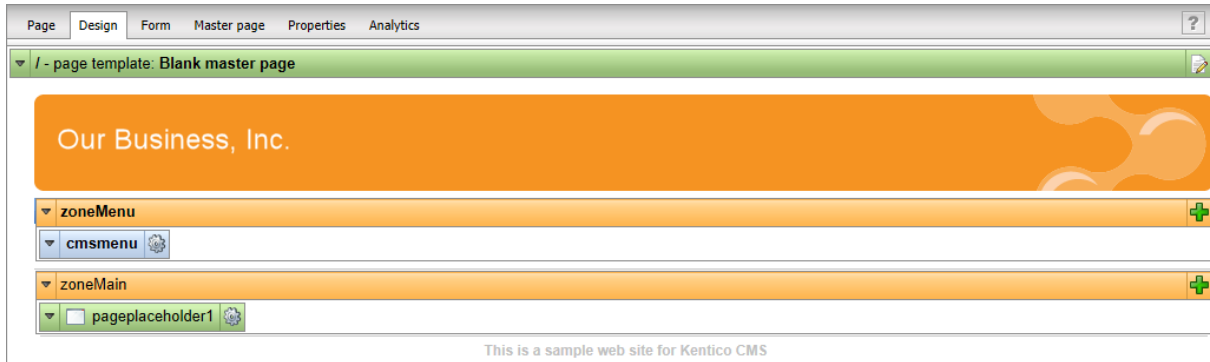 Page Design Form Master page Properties Analytics ?
/ - page template: Blank master page
Our Business, Inc.
zoneMenu
cmsmenu
zoneMain
pageplaceholder1
This is a sample web site for Kentico CMS